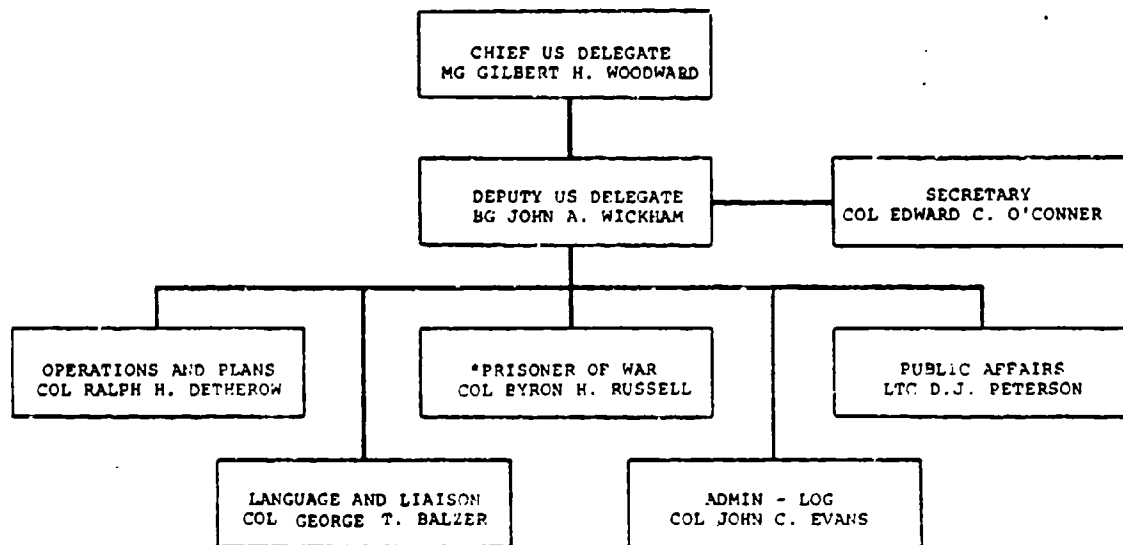 CHIEF US DELEGATE
MG GILBERT H. WOODWARD
DEPUTY US DELEGATE
BG JOHN A. WICKHAM
SECRETARY
COL EDWARD C. O'CONNER
OPERATIONS AND PLANS
COL RALPH H. DETHEROW
*PRISONER OF WAR
COL BYRON H. RUSSELL
PUBLIC AFFAIRS
LTC D.J. PETERSON
LANGUAGE AND LIAISON
COL GEORGE T. BALZER
ADMIN - LOG
COL JOHN C. EVANS